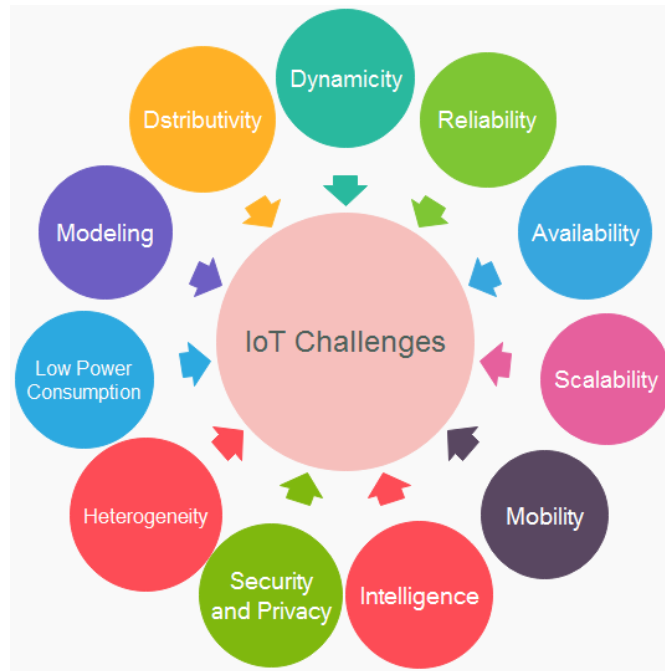 Dynamicity
Reliability
Availability
Scalability
Mobility
Intelligence
Security
and Privacy
Heterogeneity
Low Power
Consumption
Modeling
Dstributivity
IoT Challenges